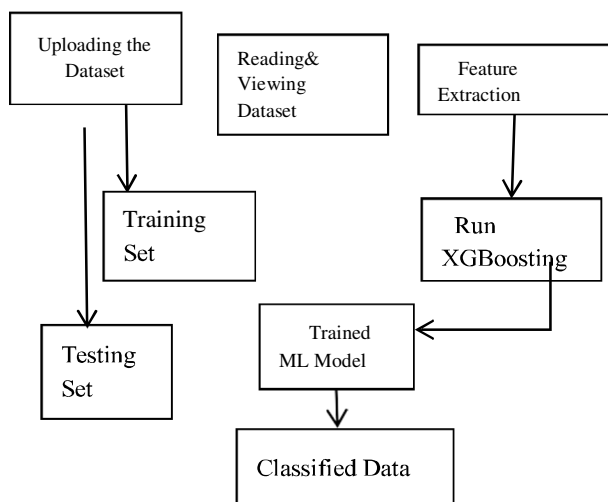 Uploading the
Dataset
Reading&
Viewing
Dataset
Feature
Extraction
Training
Set
Run
XGBoosting
Testing
Set
Trained
ML Model
Classified Data